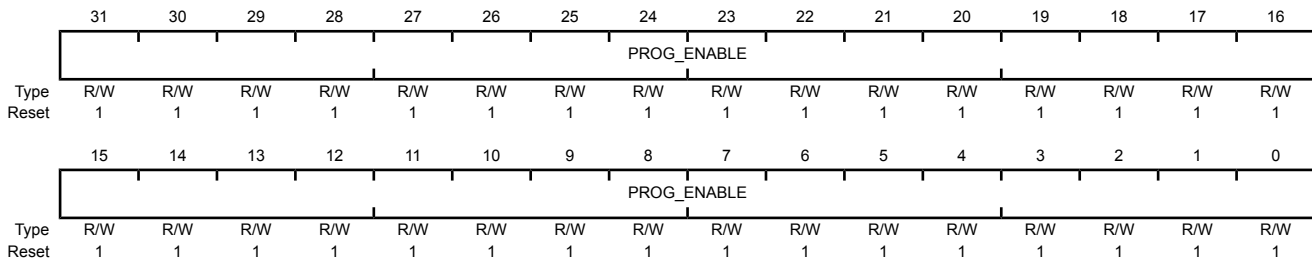 31 30 29 28 27 26 25 24 23 22 21 20 19 18 17 16
PROG_ENABLE
Type R/W R/W R/W R/W R/W R/W R/W R/W R/W R/W R/W R/W R/W R/W R/W R/W
Reset 1 1 1 1 1 1 1 1 1 1 1 1 1 1 1 1
15 14 13 12 11 10 9 8 7 6 5 4 3 2 1 0
PROG_ENABLE
Type R/W R/W R/W R/W R/W R/W R/W R/W R/W R/W R/W R/W R/W R/W R/W R/W
Reset 1 1 1 1 1 1 1 1 1 1 1 1 1 1 1 1